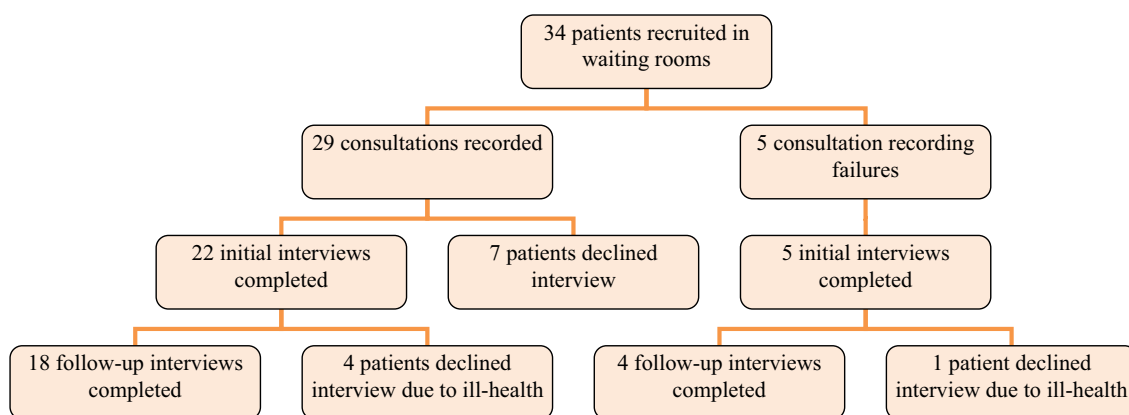 34 patients recruited in
waiting rooms
29 consultations recorded
5 consultation recording
failures
22 initial interviews
completed
7 patients declined
interview
5 initial interviews
completed
18 follow-up interviews
completed
4 patients declined
interview due to ill-health
4 follow-up interviews
completed
1 patient declined
interview due to ill-health